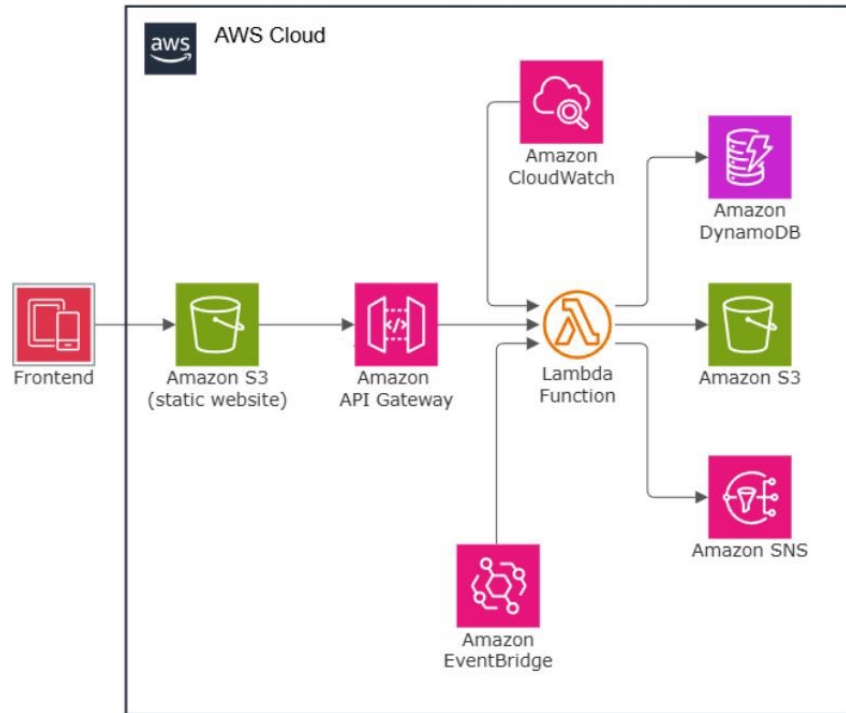 aws
AWS Cloud
Amazon
CloudWatch
Amazon
DynamoDB
Frontend
Amazon S3
(static website)
</>
Amazon
API Gateway
Lambda
Function
Amazon S3
Amazon SNS
Amazon
EventBridge